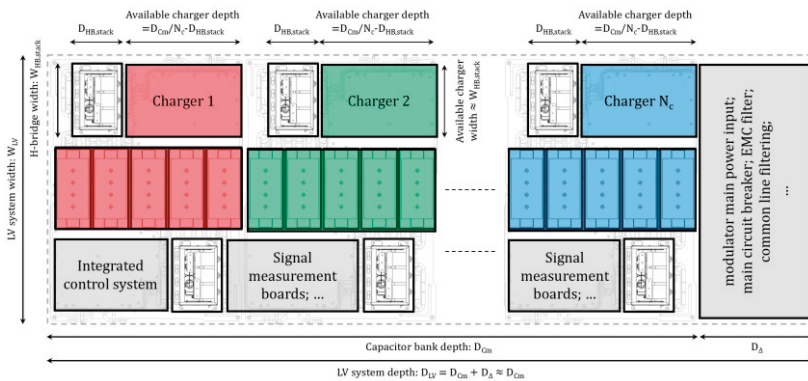 Available charger depth
=D_Cm/N_c-D_HB,stack
D_HB,stack
Available charger depth
=D_Cm/N_c-D_HB,stack
D_HB,stack
Available charger depth
=D_Cm/N_c-D_HB,stack
D_HB,stack
LV system width: W_LV
H-bridge width: W_HB,stack
Charger 1
Charger 2
Available charger
width ≈ W_HB,stack
Charger N_c
modulator main power input;
main circuit breaker; EMC filter;
common line filtering;
...
Integrated
control system
Signal
measurement
boards; ...
Signal
measurement
boards; ...
Capacitor bank depth: D_Cm
D_Δ
LV system depth: D_LV = D_Cm + D_Δ ≈ D_Cm